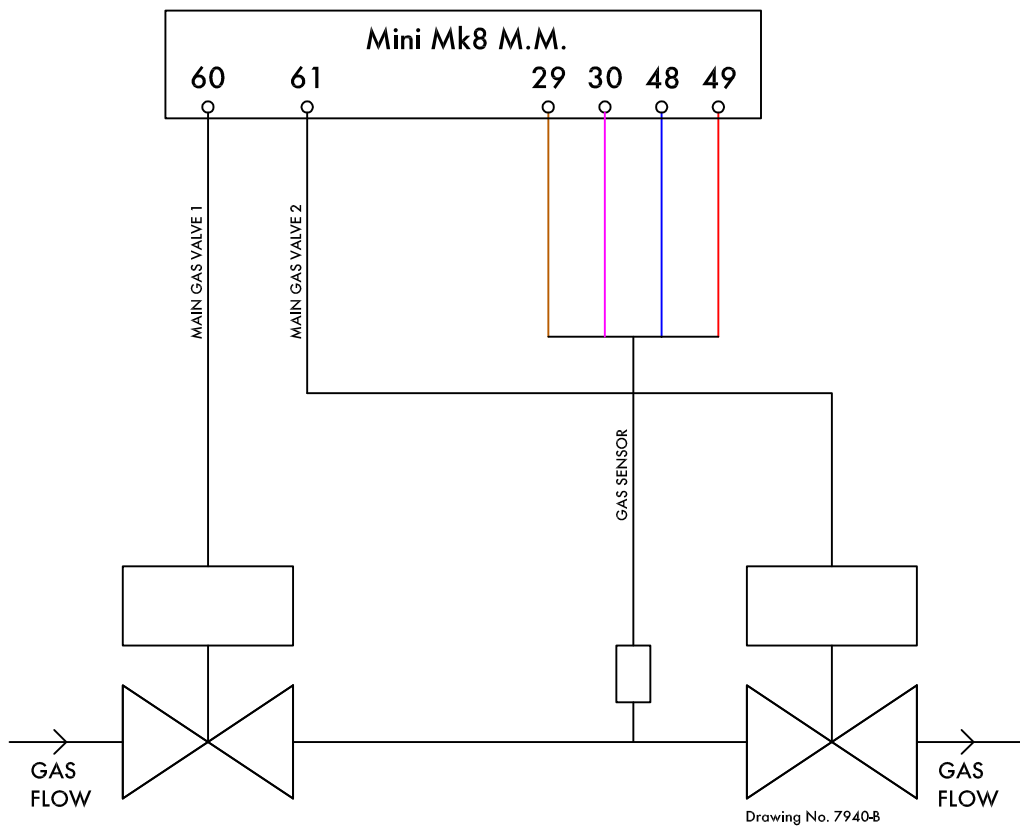 Mini Mk8 M.M.
60 61 29 30 48 49
MAIN GAS VALVE 1
MAIN GAS VALVE 2
GAS SENSOR
GAS
FLOW
GAS
FLOW
Drawing No. 7940-B